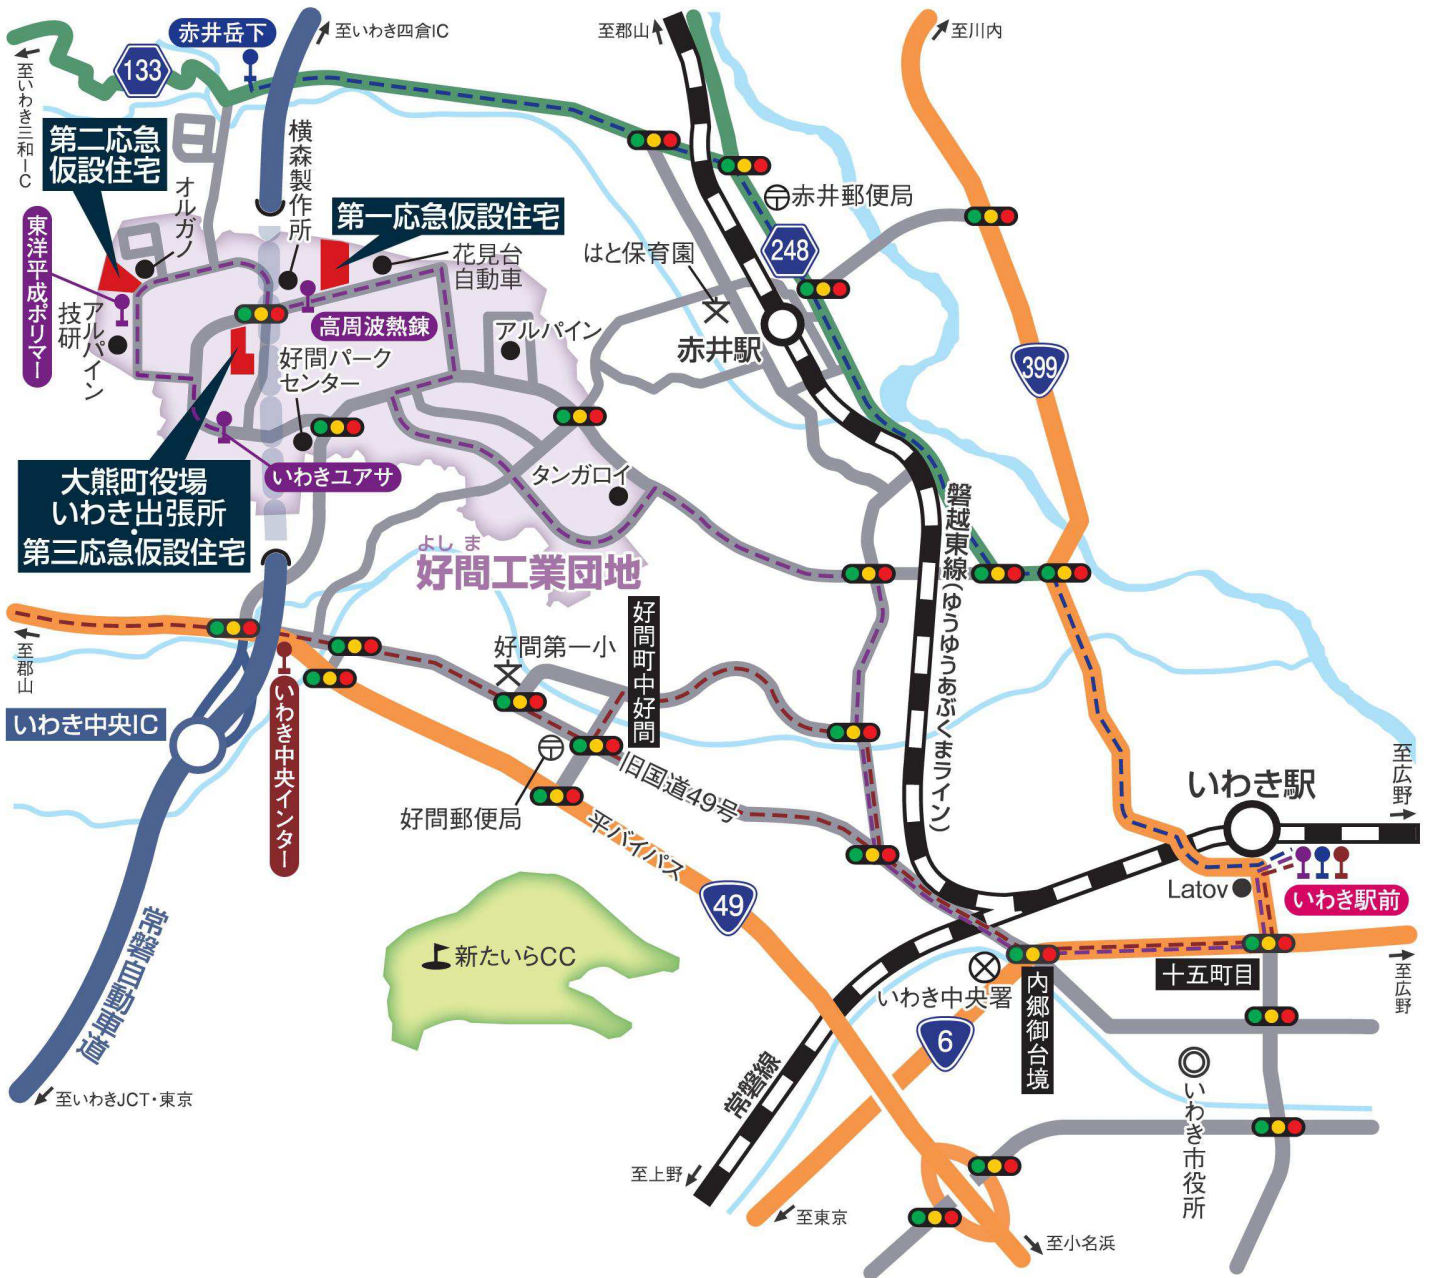 赤井岳下
至いわき四倉IC
至郡山
至川内
133
至いわき三和IC
第二応急
仮設住宅
オルガノ
横森製作所
第一応急仮設住宅
花見台
自動車
赤井郵便局
248
はと保育園
東洋平成ポリマー
アルパイン
技研
高周波熱錬
好間パーク
センター
アルパイン
赤井駅
399
いわきユアサ
タンガロイ
大熊町役場
いわき出張所
・
第三応急仮設住宅
よしま
好間工業団地
磐越東線(ゆうゆうあぶくまライン)
至郡山
好間第一小
好間町中好間
いわき中央IC
いわき中央インター
好間郵便局
旧国道49号
平バイパス
49
いわき駅
至広野
Latov
いわき駅前
新たいらCC
常磐自動車道
いわき中央署
内郷御台境
十五町目
至広野
6
いわき市役所
常磐線
至いわきJCT・東京
至上野
至東京
至小名浜